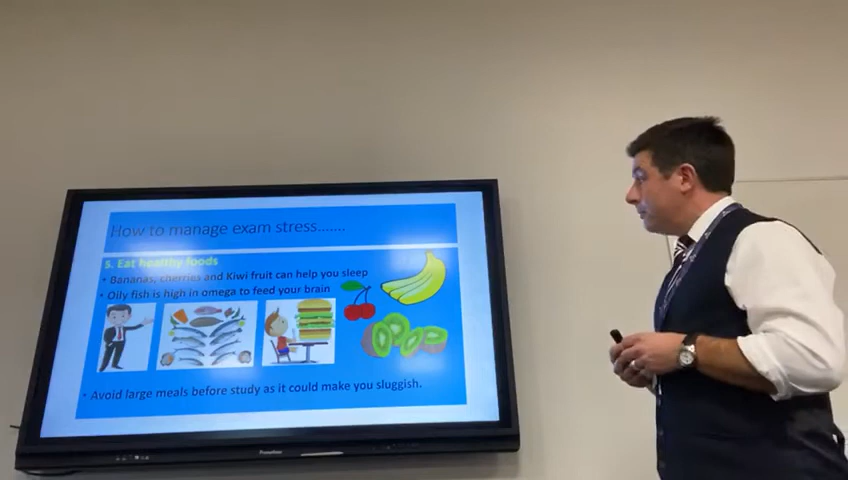 How to manage exam stress.......
5. Eat healthy foods
• Bananas, cherries and Kiwi fruit can help you sleep
• Oily fish is high in omega to feed your brain
• Avoid large meals before study as it could make you sluggish.